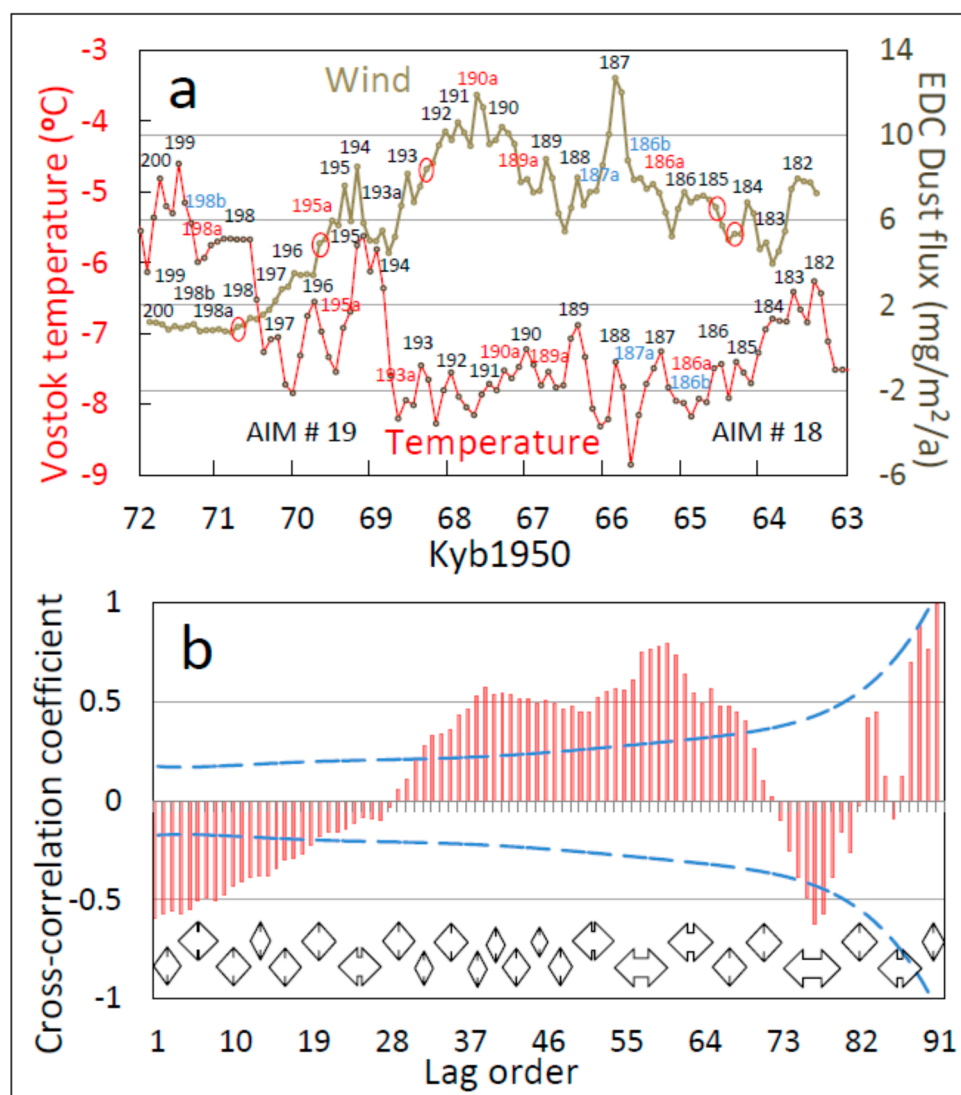 a
Wind
Vostok temperature (ºC)
-3
-4
-5
-6
-7
-8
-9
EDC Dust flux (mg/m²/a)
14
10
6
2
-2
-6
187
190a
191
190
192
199
194
193
189
186b
200
195
189a
188
186a
198b
193a
187a
186
185
184
182
198a
198
195a
183
196
195
199
197
194
198b
198
183
182
200
198a
196
195a
184
197
193
190
189
188
187
186
185
193a
192
190a
189a
187a
186a
191
186b
AIM # 19
Temperature
AIM # 18
72 71 70 69 68 67 66 65 64 63
Kyb1950
b
Cross-correlation coefficient
1
0.5
0
-0.5
-1
1 10 19 28 37 46 55 64 73 82 91
Lag order